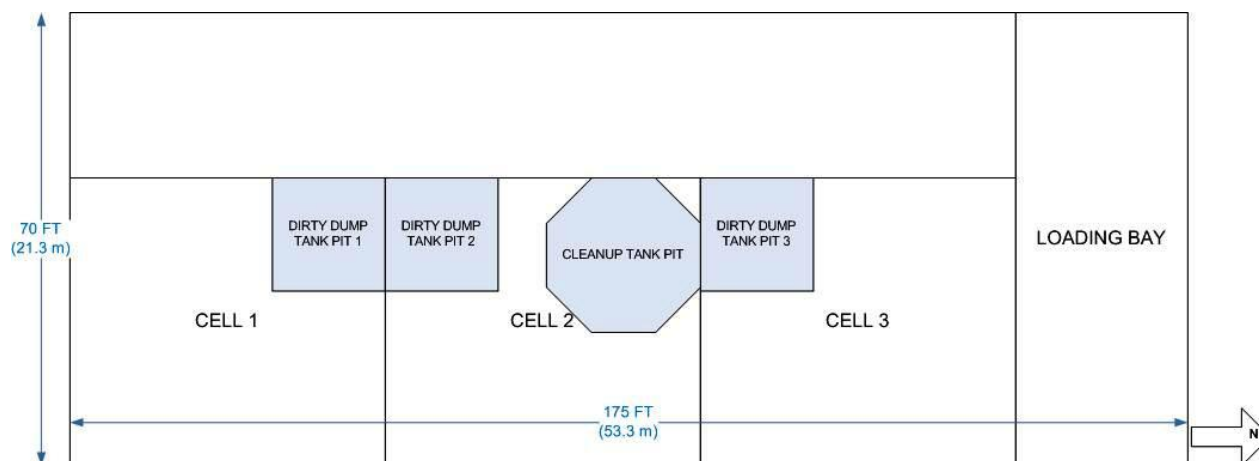 DIRTY DUMP
TANK PIT 1
DIRTY DUMP
TANK PIT 2
DIRTY DUMP
TANK PIT 3
CLEANUP TANK PIT
70 FT
(21.3 m)
LOADING BAY
CELL 1
CELL 2
CELL 3
175 FT
(53.3 m)
N